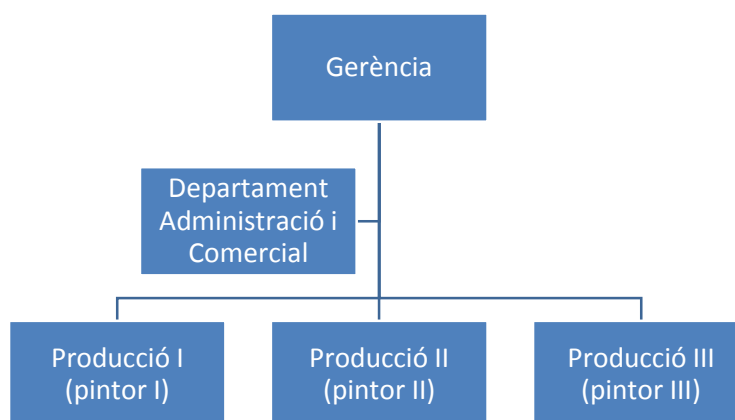 Gerència
Departament
Administració i
Comercial
Producció I
(pintor I)
Producció II
(pintor II)
Producció III
(pintor III)